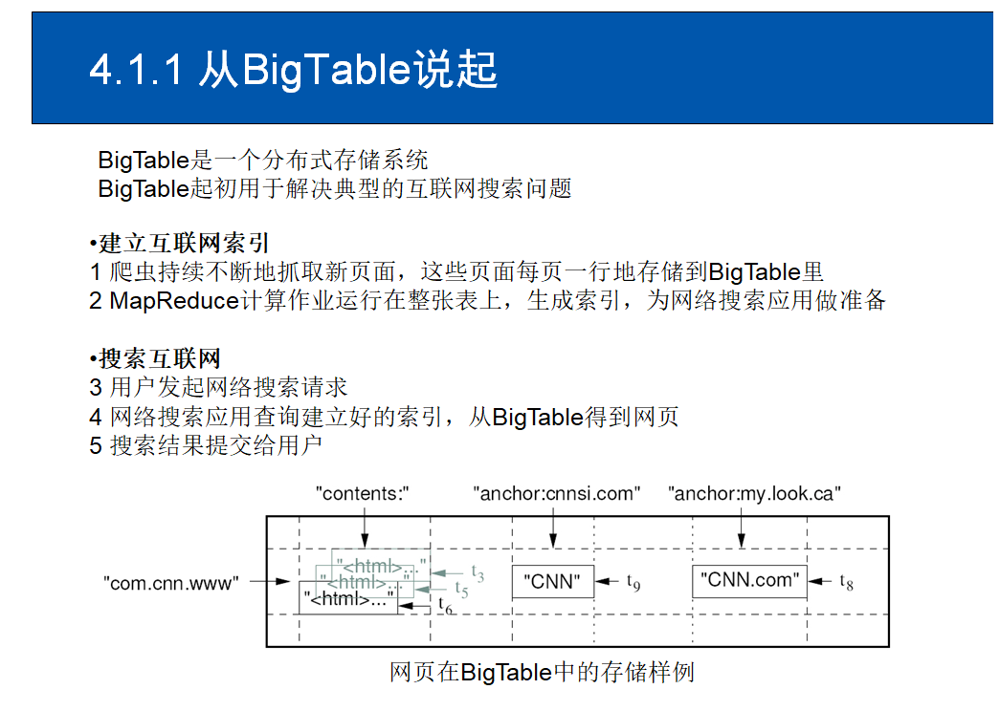 4.1.1 从BigTable说起
BigTable是一个分布式存储系统
BigTable起初用于解决典型的互联网搜索问题
•建立互联网索引
1 爬虫持续不断地抓取新页面，这些页面每页一行地存储到BigTable里
2 MapReduce计算作业运行在整张表上，生成索引，为网络搜索应用做准备
•搜索互联网
3 用户发起网络搜索请求
4 网络搜索应用查询建立好的索引，从BigTable得到网页
5 搜索结果提交给用户
"contents:" "anchor:cnnsi.com" "anchor:my.look.ca"
"<html>..." t3
"com.cnn.www" "<html>..." t5 "CNN" t9 "CNN.com" t8
"<html>..." t6
网页在BigTable中的存储样例